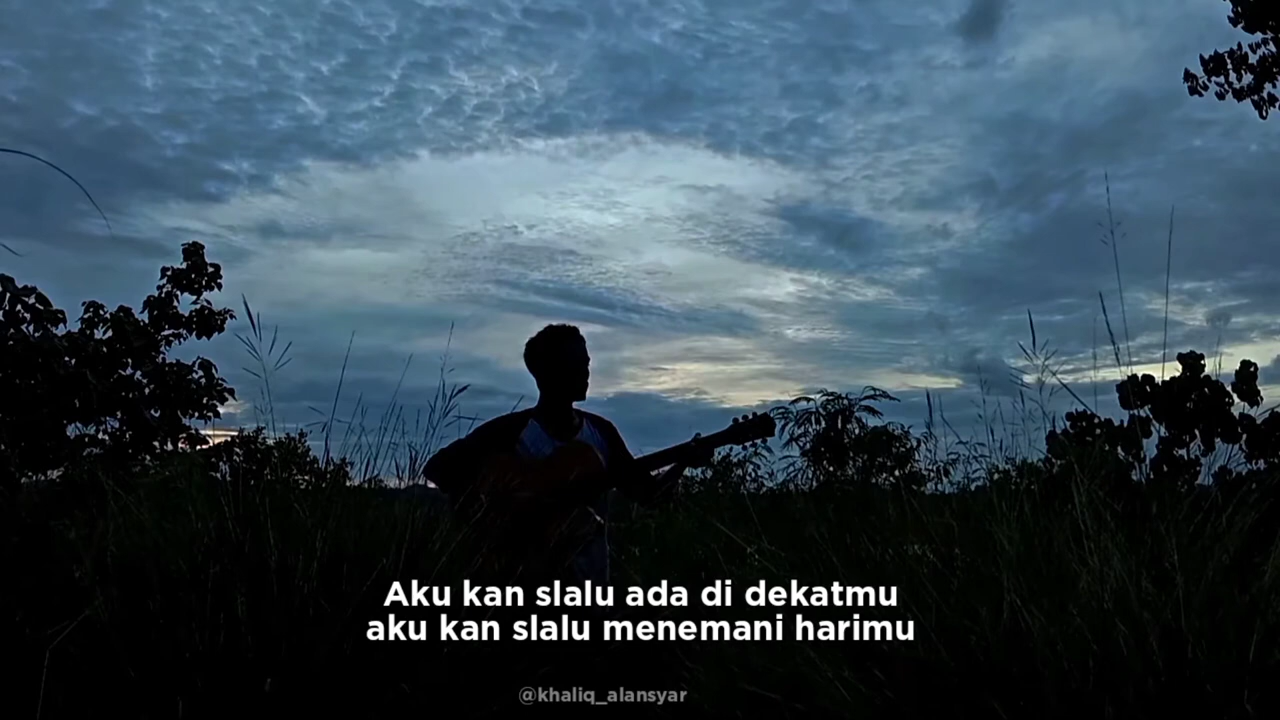 Aku kan slalu ada di dekatmu
aku kan slalu menemani harimu
@khaliq_alansyar